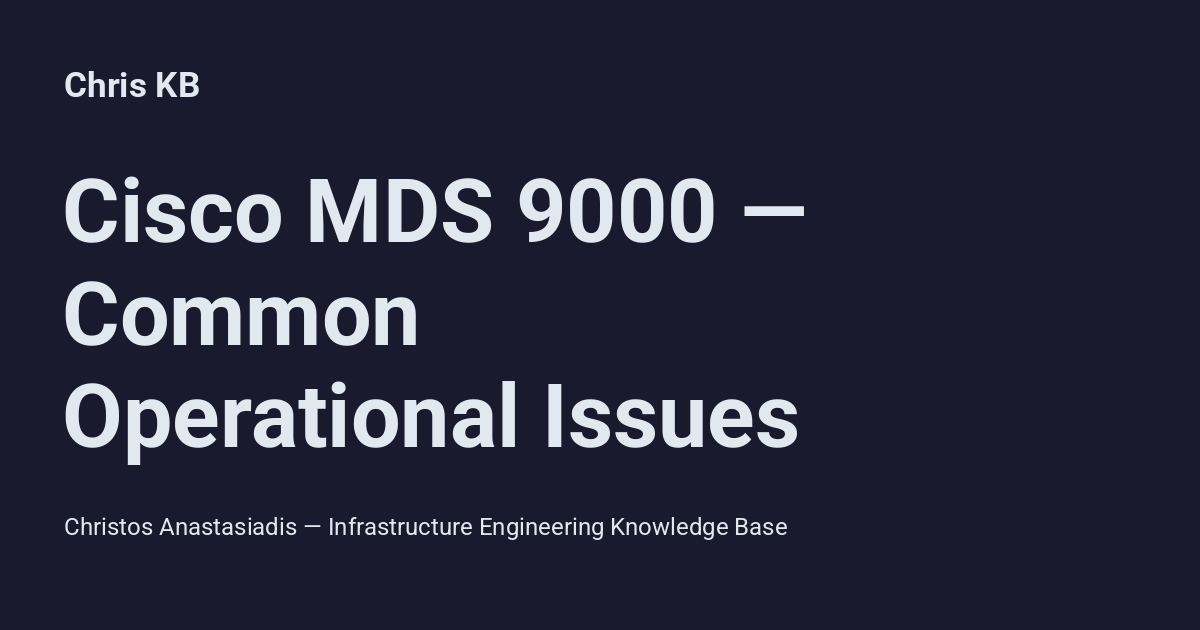 Chris KB
Cisco MDS 9000 —
Common
Operational Issues
Christos Anastasiadis — Infrastructure Engineering Knowledge Base